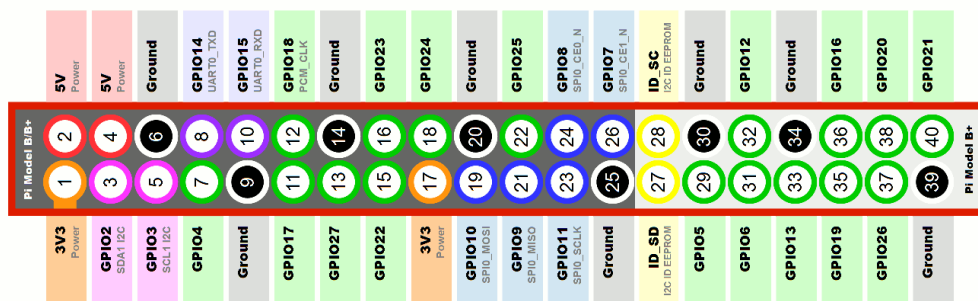 5V
Power
5V
Power
Ground
GPIO14
UART0_TXD
GPIO15
UART0_RXD
GPIO18
PCM_CLK
Ground
GPIO23
GPIO24
Ground
GPIO25
GPIO8
SPI0_CE0_N
GPIO7
SPI0_CE1_N
ID_SC
I2C ID EEPROM
Ground
GPIO12
Ground
GPIO16
GPIO20
GPIO21
Pi Model B/B+
2 4 6 8 10 12 14 16 18 20 22 24 26 28 30 32 34 36 38 40
1 3 5 7 9 11 13 15 17 19 21 23 25 27 29 31 33 35 37 39
Pi Model B+
3V3
Power
GPIO2
SDA1 I2C
GPIO3
SCL1 I2C
GPIO4
Ground
GPIO17
GPIO27
GPIO22
3V3
Power
GPIO10
SPI0_MOSI
GPIO9
SPI0_MISO
GPIO11
SPI0_SCLK
Ground
ID_SD
I2C ID EEPROM
GPIO5
GPIO6
GPIO13
GPIO19
GPIO26
Ground